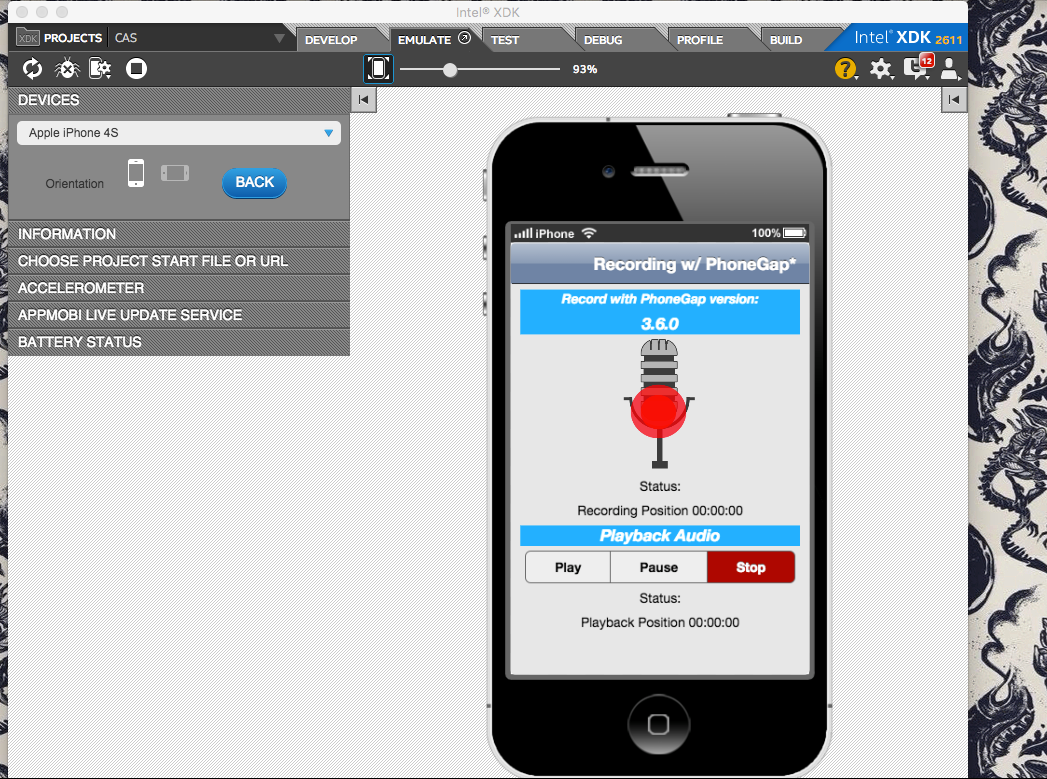 Intel® XDK
XDK PROJECTS CAS DEVELOP EMULATE TEST DEBUG PROFILE BUILD Intel® XDK 2611
93% ? 12
DEVICES
Apple iPhone 4S
Orientation BACK
INFORMATION
CHOOSE PROJECT START FILE OR URL
ACCELEROMETER
APPMOBI LIVE UPDATE SERVICE
BATTERY STATUS
iPhone 100%
Recording w/ PhoneGap*
Record with PhoneGap version:
3.6.0
Status:
Recording Position 00:00:00
Playback Audio
Play Pause Stop
Status:
Playback Position 00:00:00